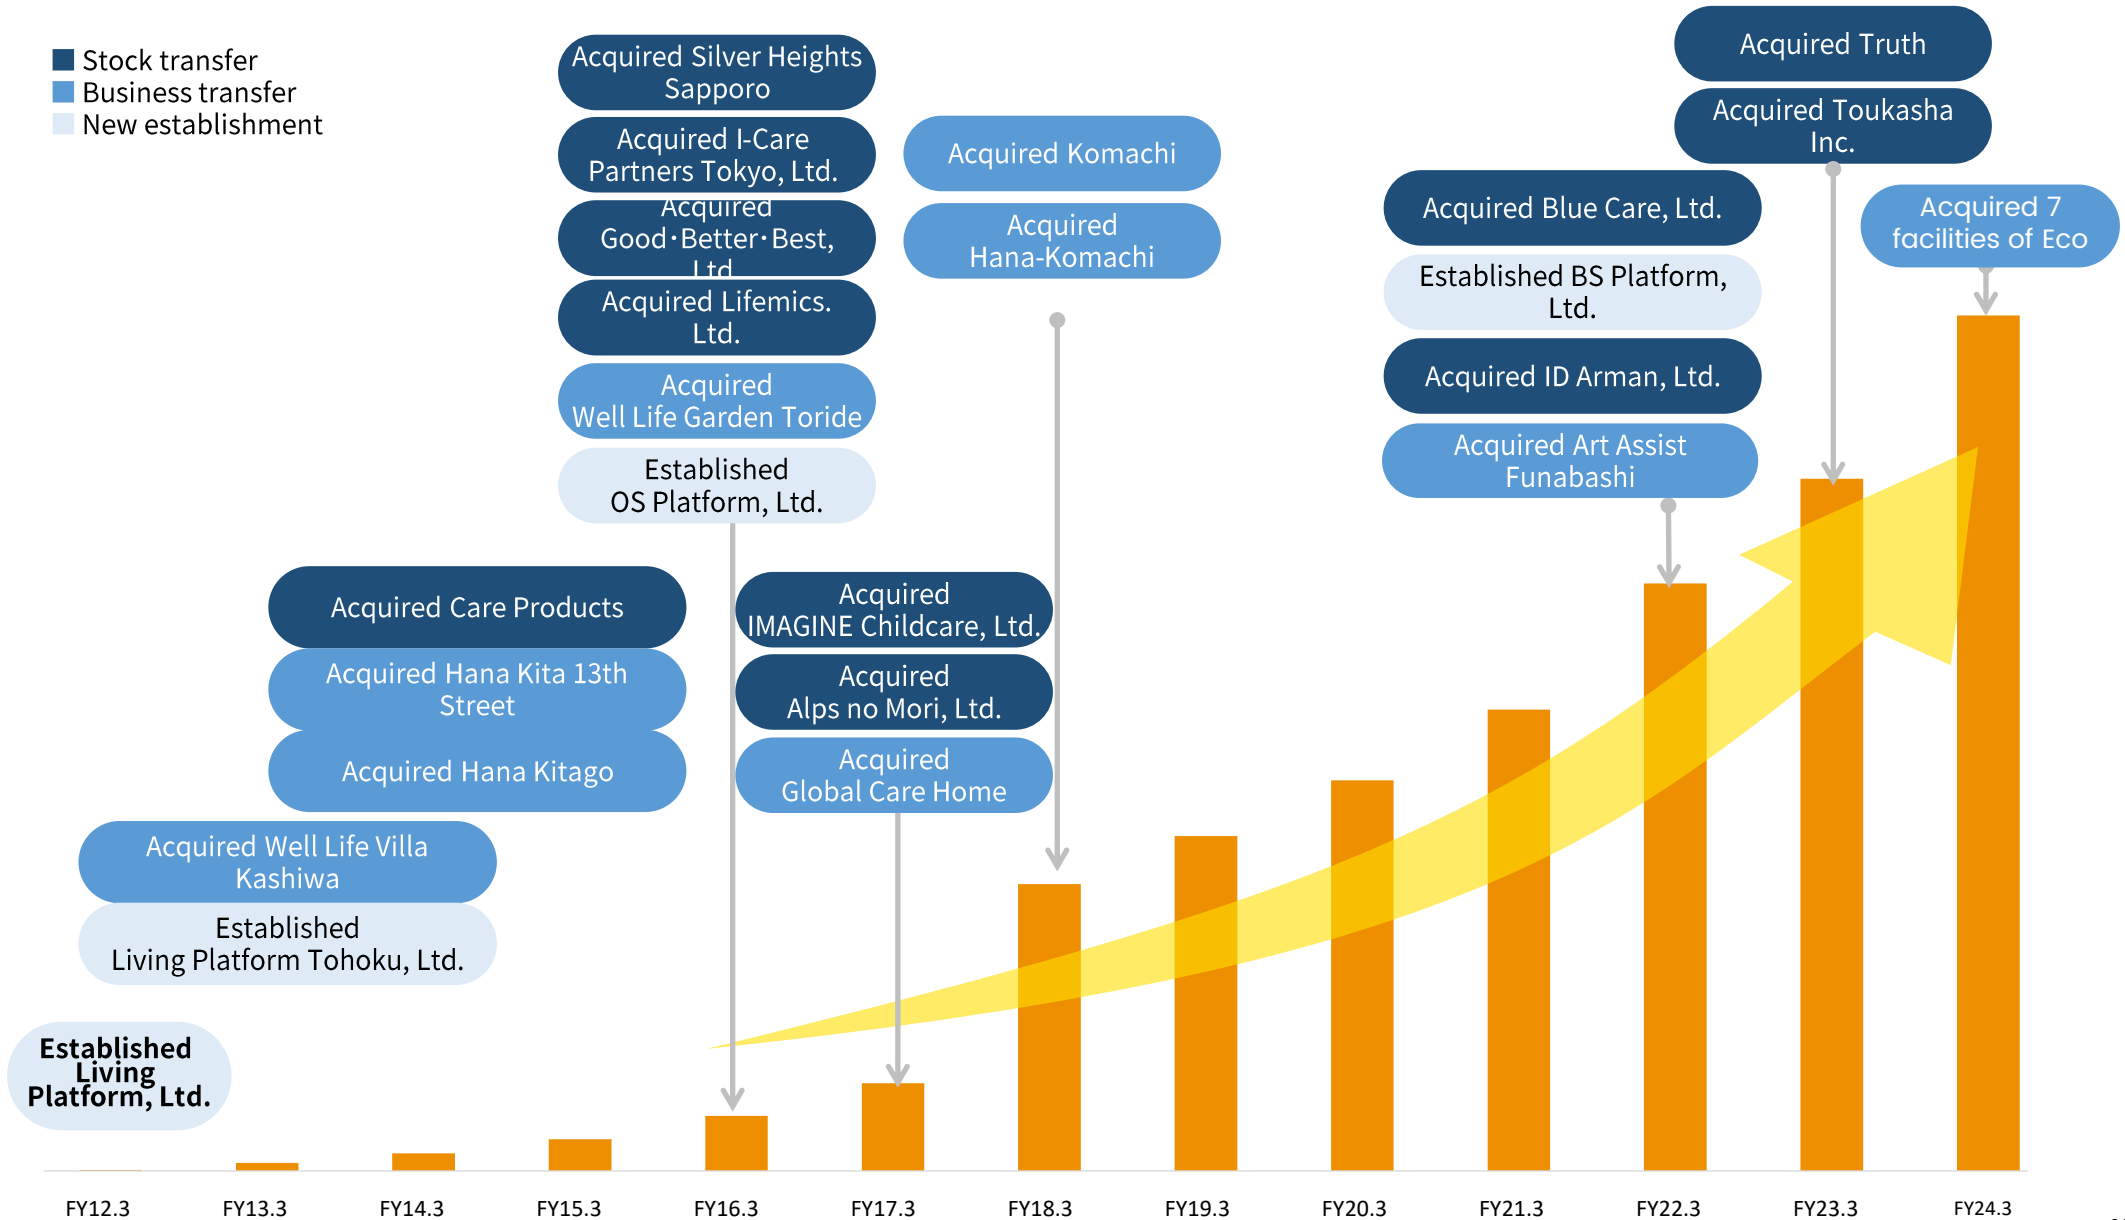 Stock transfer
Business transfer
New establishment
Acquired Silver Heights
Sapporo
Acquired I-Care
Partners Tokyo, Ltd.
Acquired
Good・Better・Best,
Ltd.
Acquired Lifemics.
Ltd.
Acquired
Well Life Garden Toride
Established
OS Platform, Ltd.
Acquired Komachi
Acquired
Hana-Komachi
Acquired Truth
Acquired Toukasha
Inc.
Acquired Blue Care, Ltd.
Established BS Platform,
Ltd.
Acquired ID Arman, Ltd.
Acquired Art Assist
Funabashi
Acquired 7
facilities of Eco
Acquired Care Products
Acquired Hana Kita 13th
Street
Acquired Hana Kitago
Acquired
IMAGINE Childcare, Ltd.
Acquired
Alps no Mori, Ltd.
Acquired
Global Care Home
Acquired Well Life Villa
Kashiwa
Established
Living Platform Tohoku, Ltd.
Established
Living
Platform, Ltd.
FY12.3
FY13.3
FY14.3
FY15.3
FY16.3
FY17.3
FY18.3
FY19.3
FY20.3
FY21.3
FY22.3
FY23.3
FY24.3